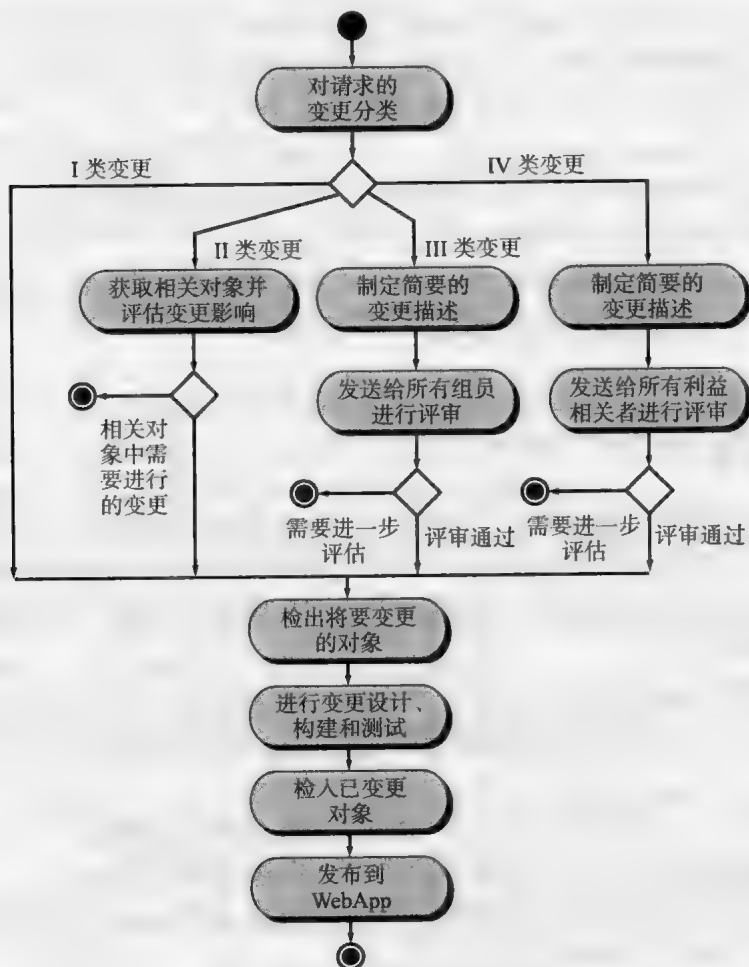 对请求的
变更分类
I 类变更
IV 类变更
II 类变更
III 类变更
获取相关对象并
评估变更影响
制定简要的
变更描述
制定简要的
变更描述
发送给所有组员
进行评审
发送给所有利益
相关者进行评审
相关对
象中需
要进行
的变更
需要进一步
评估
评审通过
需要进一步
评估
评审通过
检出将要变更
的对象
进行变更设计、
构建和测试
检入已变更
对象
发布到
WebApp